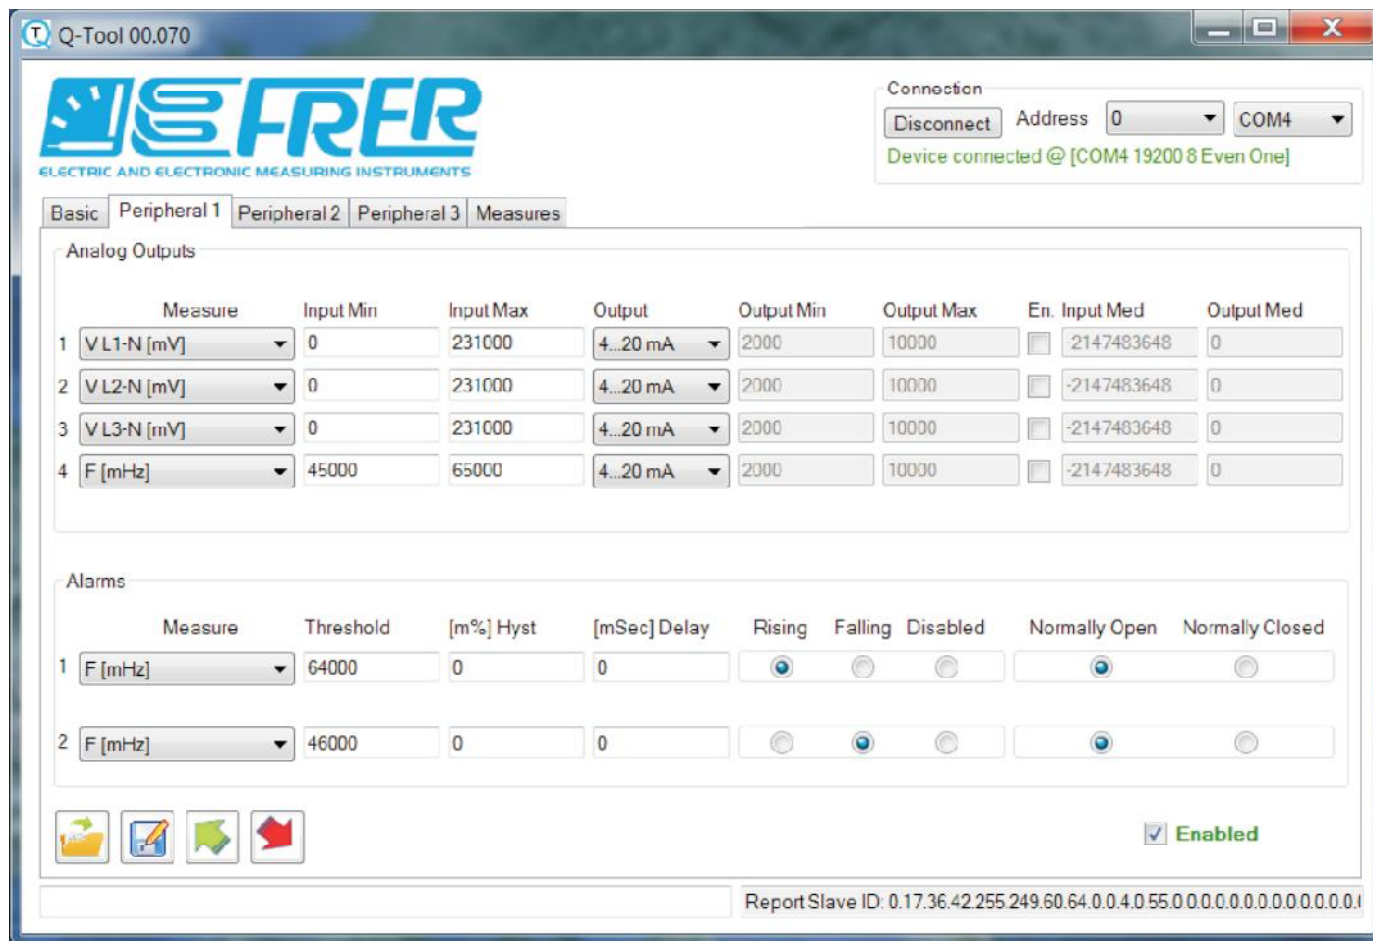 Q-Tool 00.070
FRER
ELECTRIC AND ELECTRONIC MEASURING INSTRUMENTS
Connection
Disconnect Address 0 COM4
Device connected @ [COM4 19200 8 Even One]
Basic Peripheral 1 Peripheral 2 Peripheral 3 Measures
Analog Outputs
Measure Input Min Input Max Output Output Min Output Max En. Input Med Output Med
1 V L1-N [mV] 0 231000 4...20 mA 2000 10000 -2147483648 0
2 V L2-N [mV] 0 231000 4...20 mA 2000 10000 -2147483648 0
3 V L3-N [mV] 0 231000 4...20 mA 2000 10000 -2147483648 0
4 F [mHz] 45000 65000 4...20 mA 2000 10000 -2147483648 0
Alarms
Measure Threshold [m%] Hyst [mSec] Delay Rising Falling Disabled Normally Open Normally Closed
1 F [mHz] 64000 0 0
2 F [mHz] 46000 0 0
Enabled
Report Slave ID: 0.17.36.42.255.249.60.64.0.0.4.0.55.0.0.0.0.0.0.0.0.0.0.0.0.